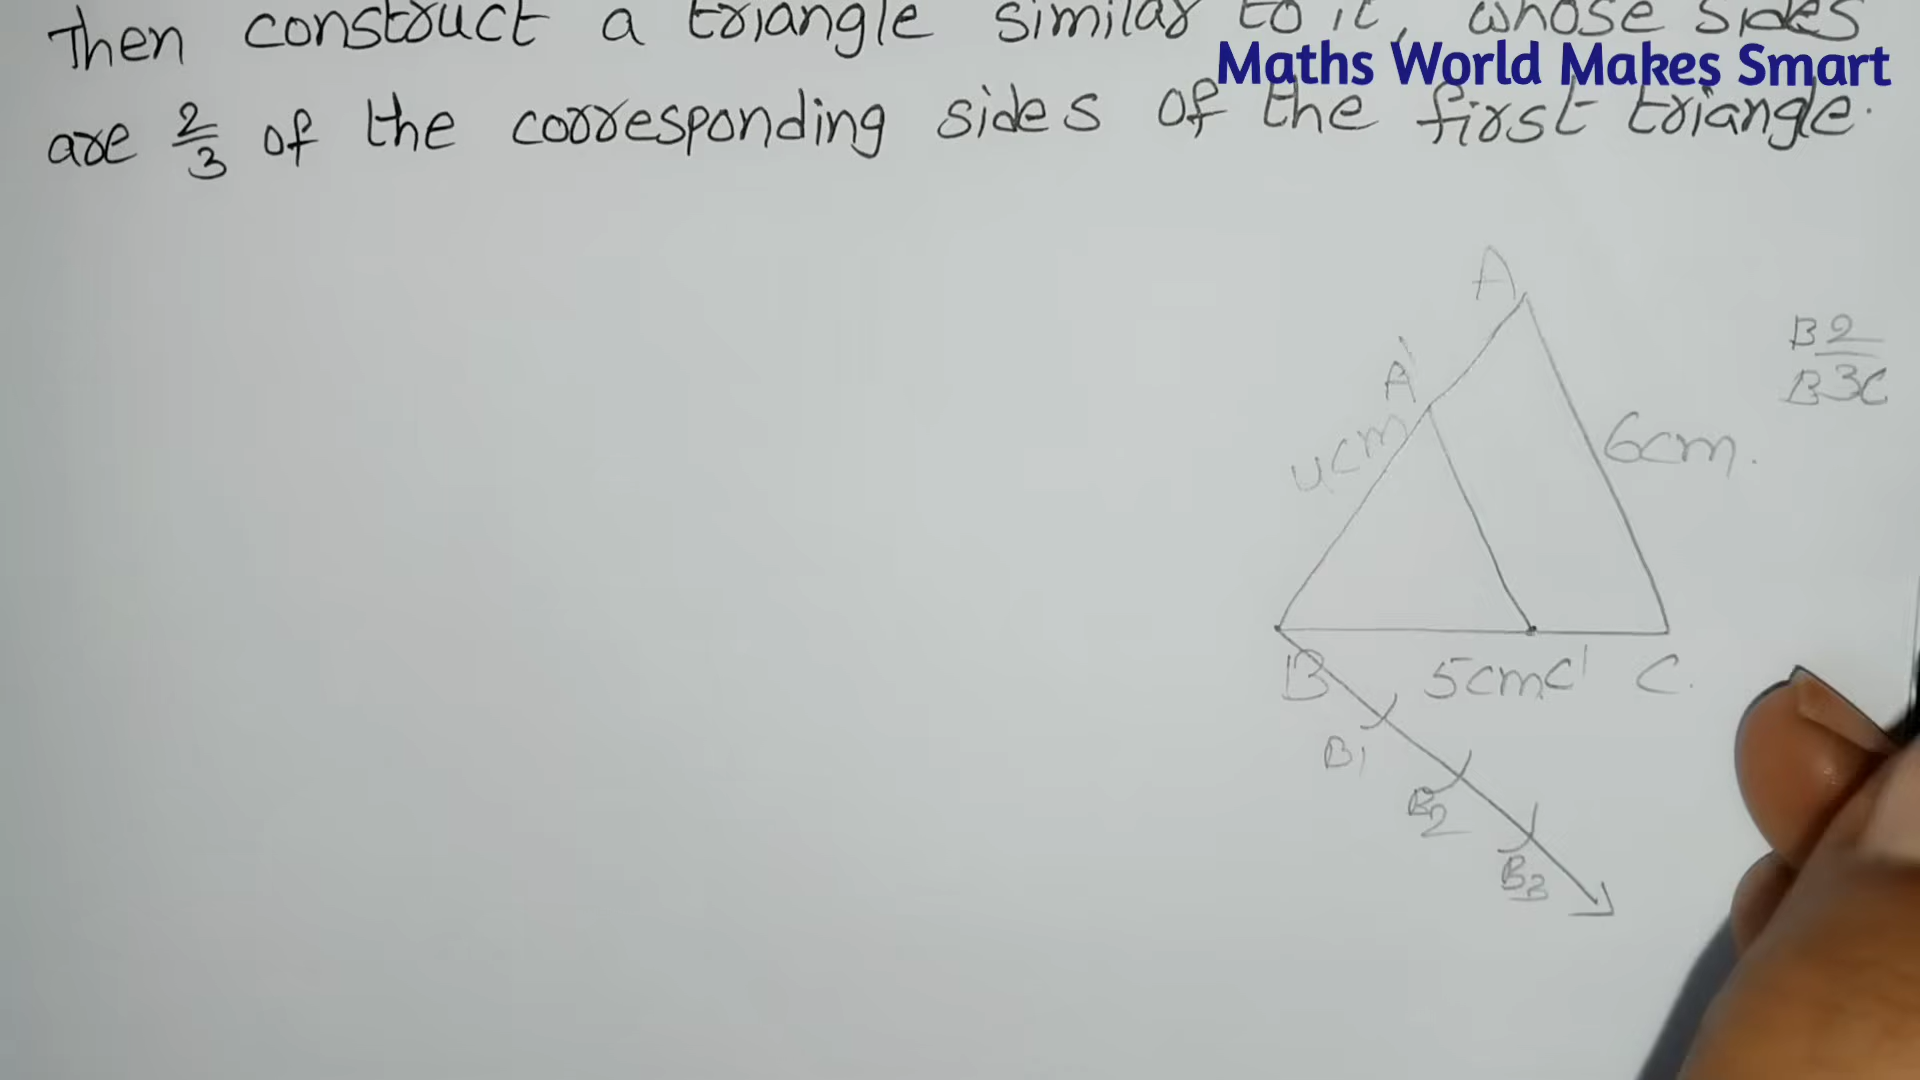 Then construct a triangle similar to it, whose sides
Maths World Makes Smart
are 2/3 of the corresponding sides of the first triangle.
A
A'
B2
B3C
4cm
6cm.
B
5cm
C'
C.
B1
B2
B3